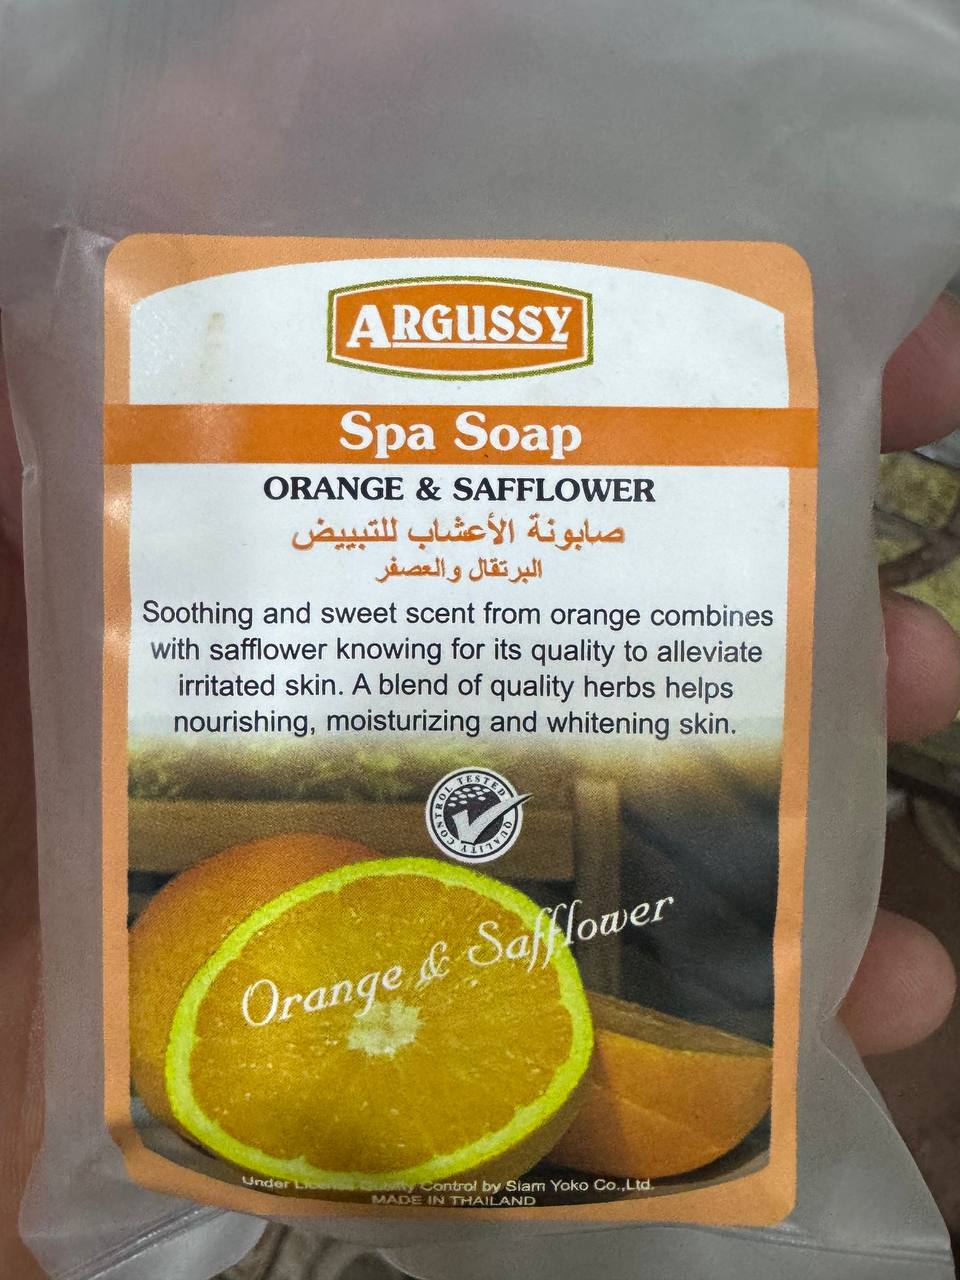 ARGUSSY
Spa Soap
ORANGE & SAFFLOWER
صابونة الأعشاب للتبييض
البرتقال والعصفر
Soothing and sweet scent from orange combines
with safflower knowing for its quality to alleviate
irritated skin. A blend of quality herbs helps
nourishing, moisturizing and whitening skin.
QUALITY CONTROL TESTED
Orange & Safflower
Under License Quality Control by Siam Yoko Co.,Ltd.
MADE IN THAILAND